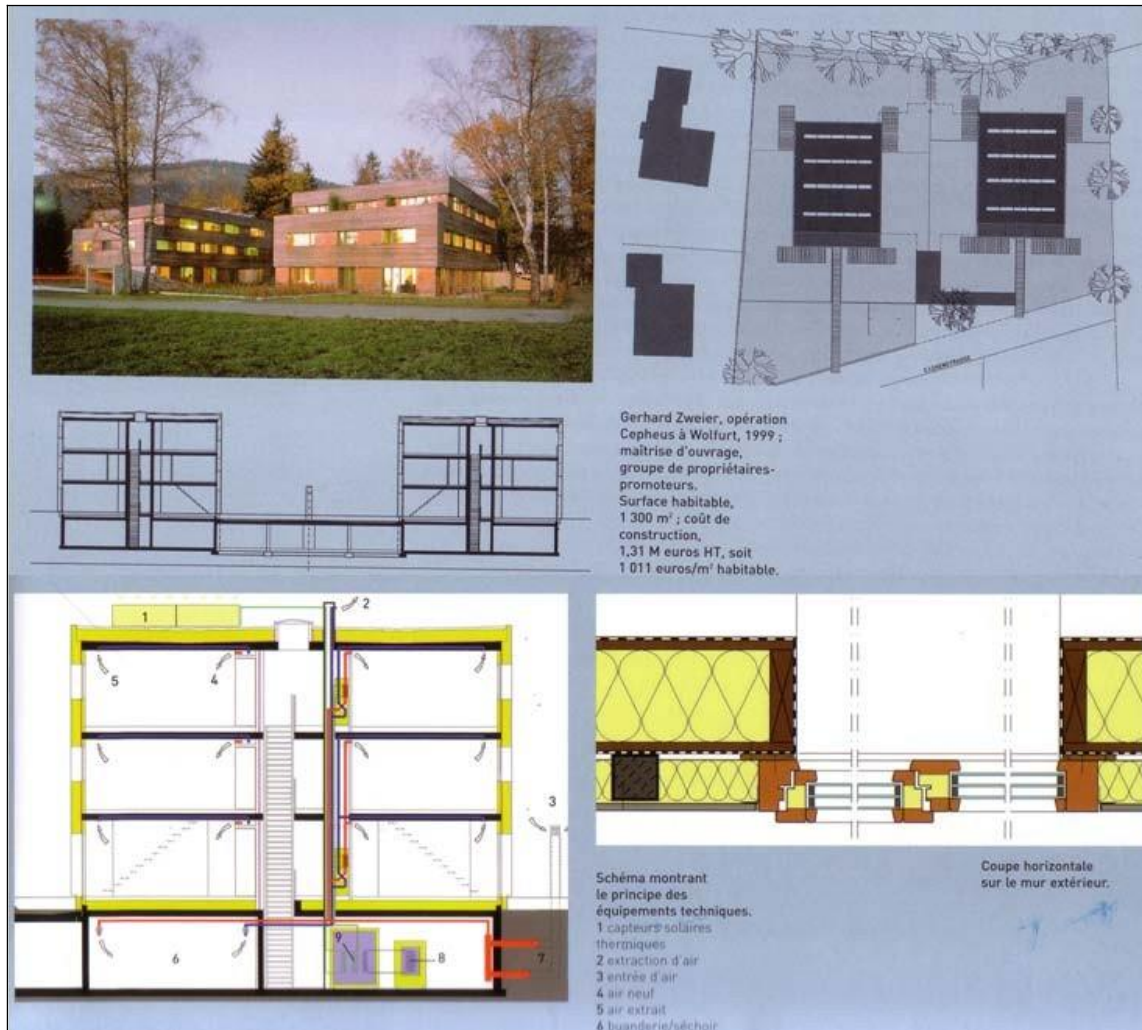 Gerhard Zweier, opération
Cepheus à Wolfurt, 1999 ;
maîtrise d'ouvrage,
groupe de propriétaires-
promoteurs.
Surface habitable,
1 300 m² ; coût de
construction,
1,31 M euros HT, soit
1 011 euros/m² habitable.
1
2
5
4
3
6
9
8
7
Schéma montrant
le principe des
équipements techniques.
1 capteurs solaires
thermiques
2 extraction d'air
3 entrée d'air
4 air neuf
5 air extrait
6 buanderie/séchoir
Coupe horizontale
sur le mur extérieur.